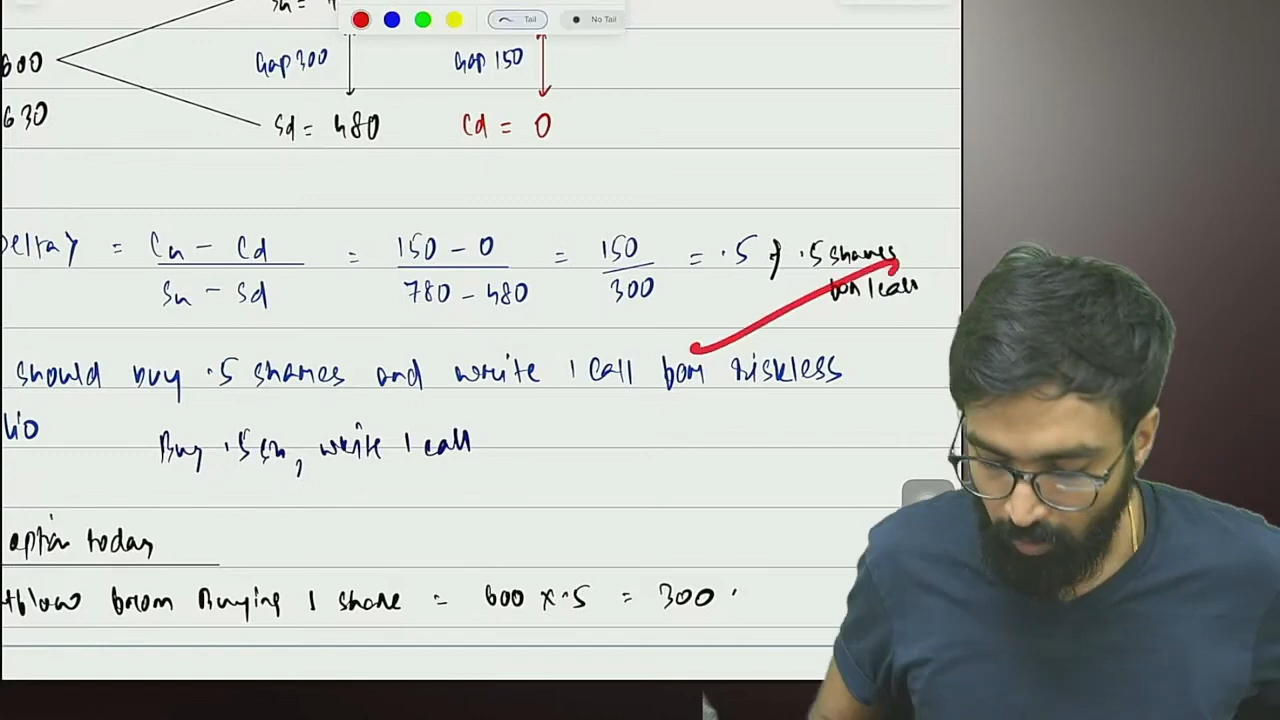 Su =
Tail
No Tail
600
Gap 300
Gap 150
630
Sd = 480
Cd = 0
Cu - Cd
Su - Sd
= 150 - 0
780 - 480
= 150
300
= .5 .5 shares
for 1 call
should buy .5 shares and write 1 call for riskless
lio
Buy .5 sh, write 1 call
option today
tflow from Buying 1 share = 600 x .5 = 300